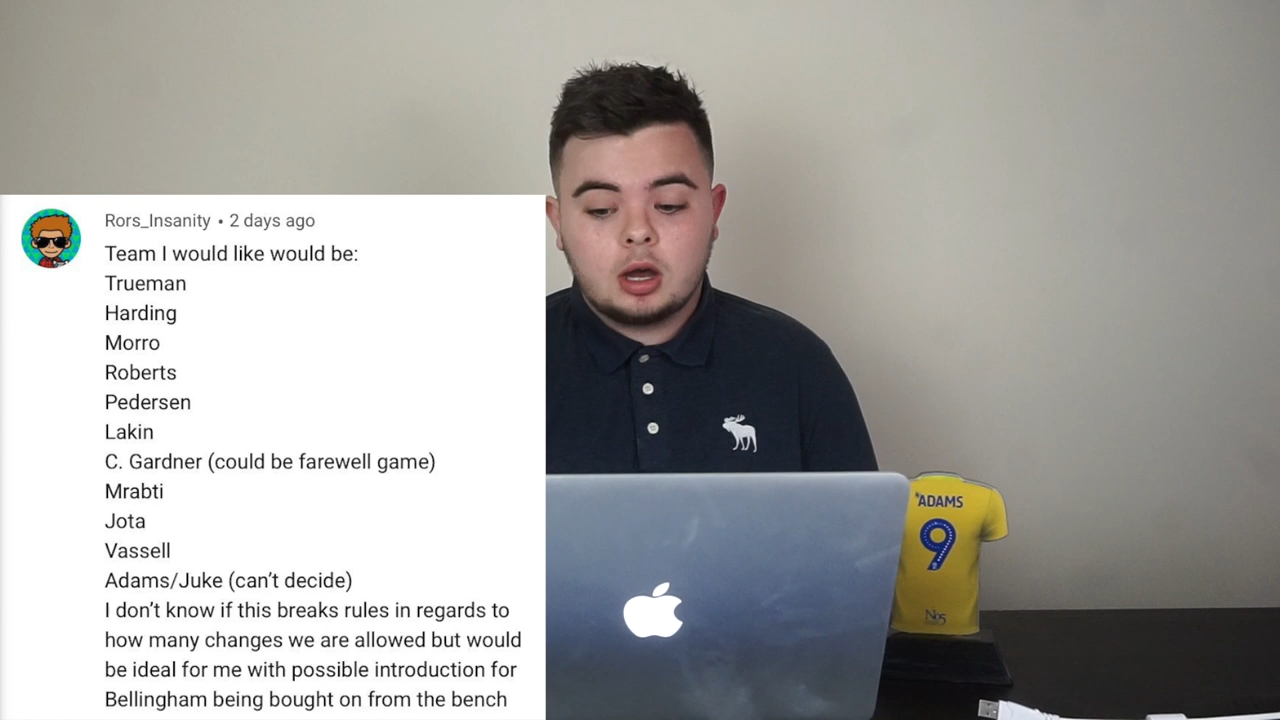 Rors_Insanity • 2 days ago
Team I would like would be:
Trueman
Harding
Morro
Roberts
Pedersen
Lakin
C. Gardner (could be farewell game)
Mrabti
Jota
Vassell
Adams/Juke (can't decide)
I don't know if this breaks rules in regards to
how many changes we are allowed but would
be ideal for me with possible introduction for
Bellingham being bought on from the bench
ADAMS
9